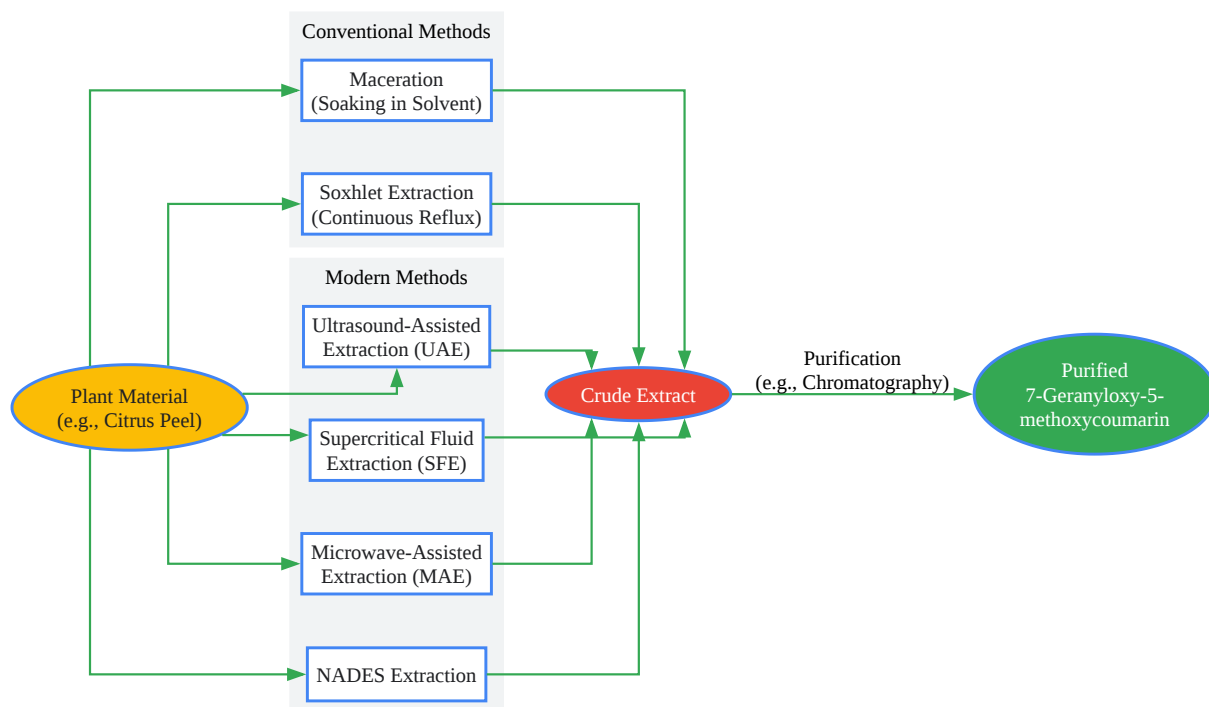 Conventional Methods
Maceration
(Soaking in Solvent)
Soxhlet Extraction
(Continuous Reflux)
Modern Methods
Ultrasound-Assisted
Extraction (UAE)
Plant Material
(e.g., Citrus Peel)
Supercritical Fluid
Extraction (SFE)
Microwave-Assisted
Extraction (MAE)
NADES Extraction
Crude Extract
Purification
(e.g., Chromatography)
Purified
7-Geranyloxy-5-
methoxycoumarin